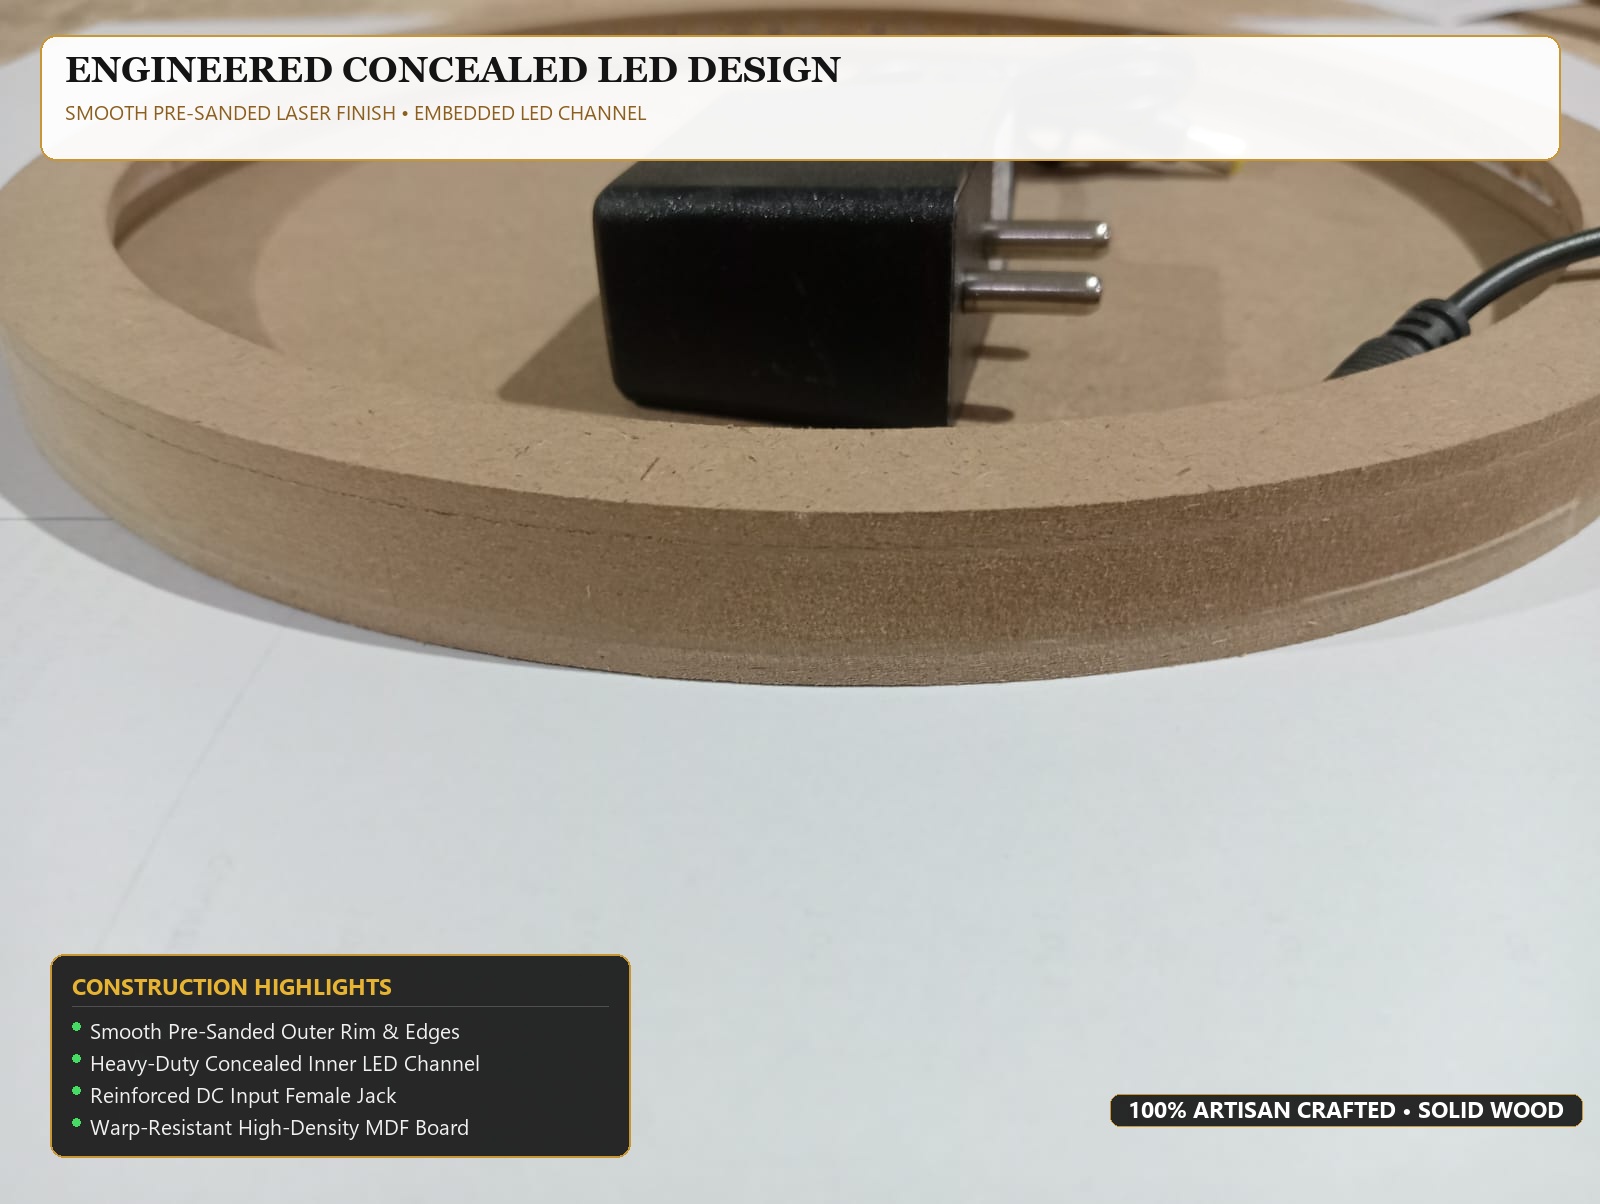 ENGINEERED CONCEALED LED DESIGN
SMOOTH PRE-SANDED LASER FINISH • EMBEDDED LED CHANNEL
CONSTRUCTION HIGHLIGHTS
• Smooth Pre-Sanded Outer Rim & Edges
• Heavy-Duty Concealed Inner LED Channel
• Reinforced DC Input Female Jack
• Warp-Resistant High-Density MDF Board
100% ARTISAN CRAFTED • SOLID WOOD